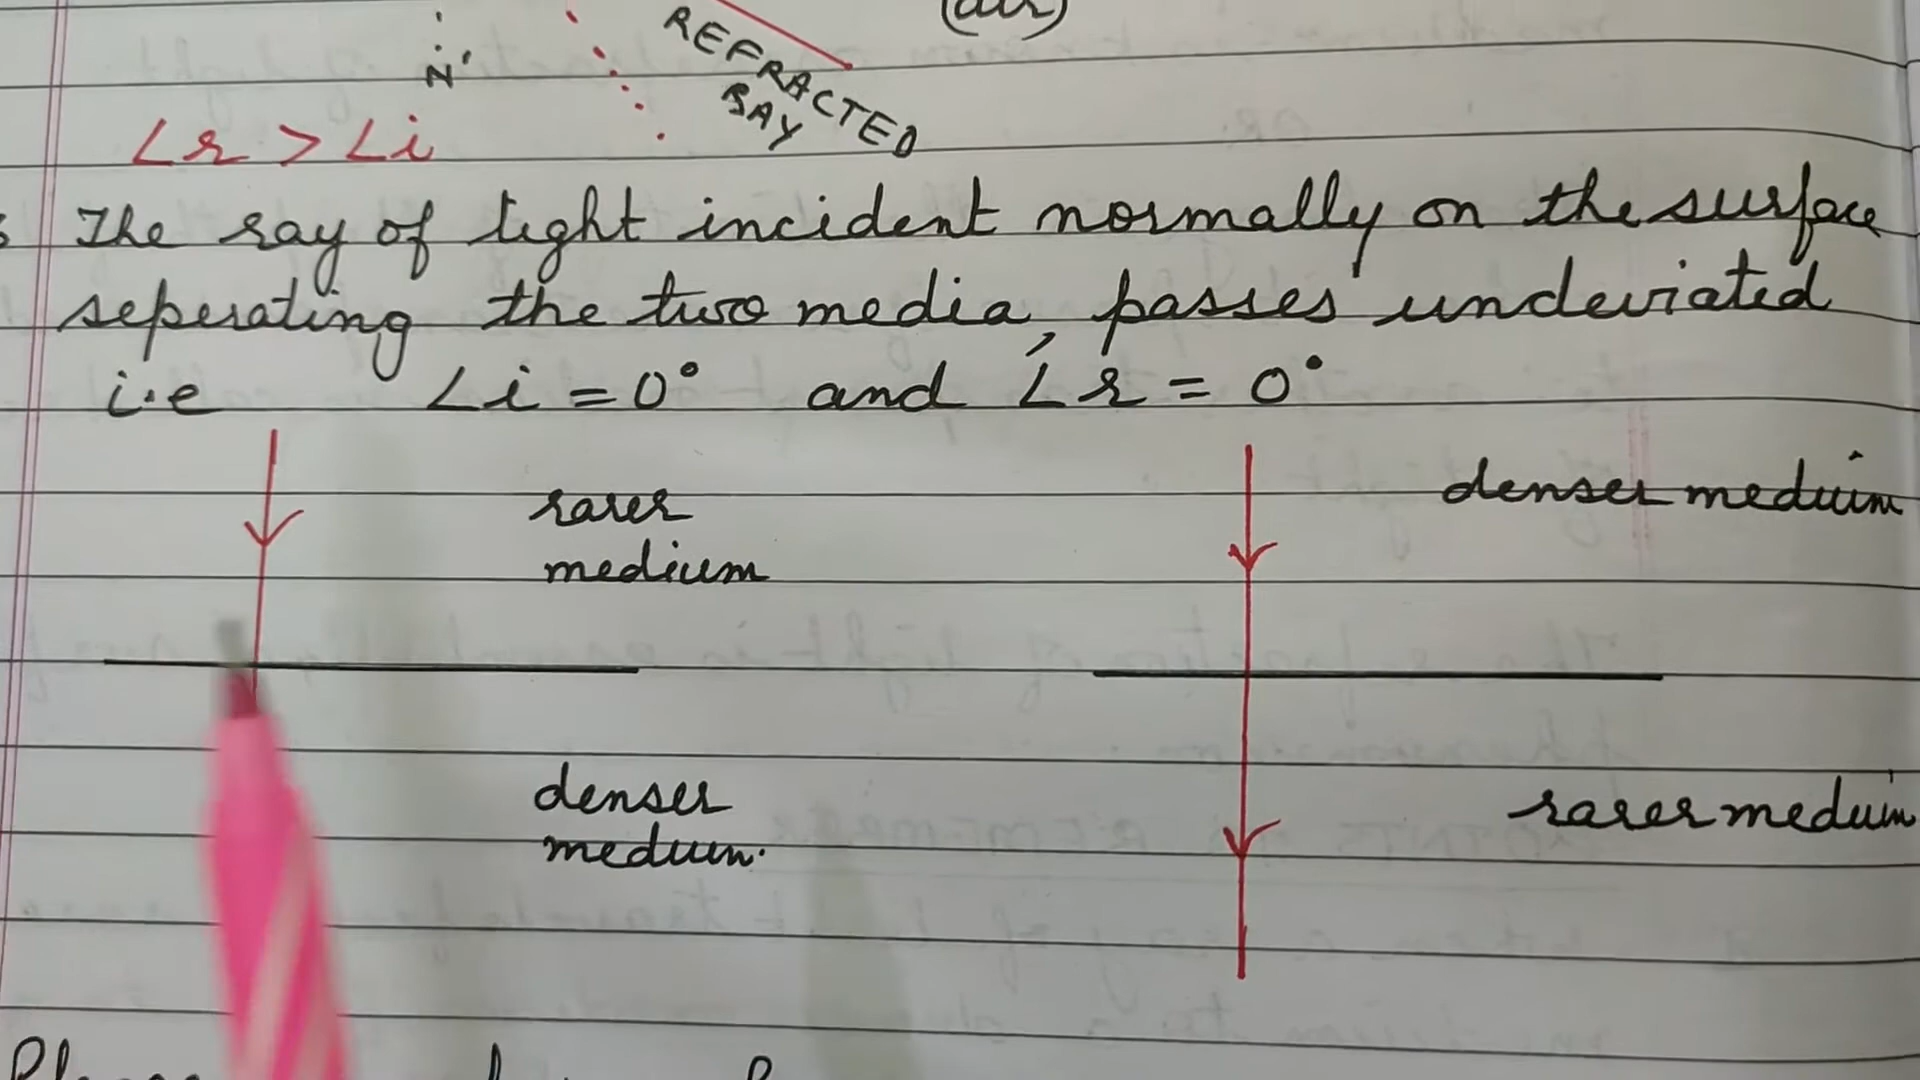 (air)
N'
REFRACTED
RAY
∠r > ∠i
The ray of light incident normally on the surface
seperating the two media, passes undeviated
i.e ∠i = 0° and ∠r = 0°
rarer
medium
denser medium
denser
medium.
rarer medium